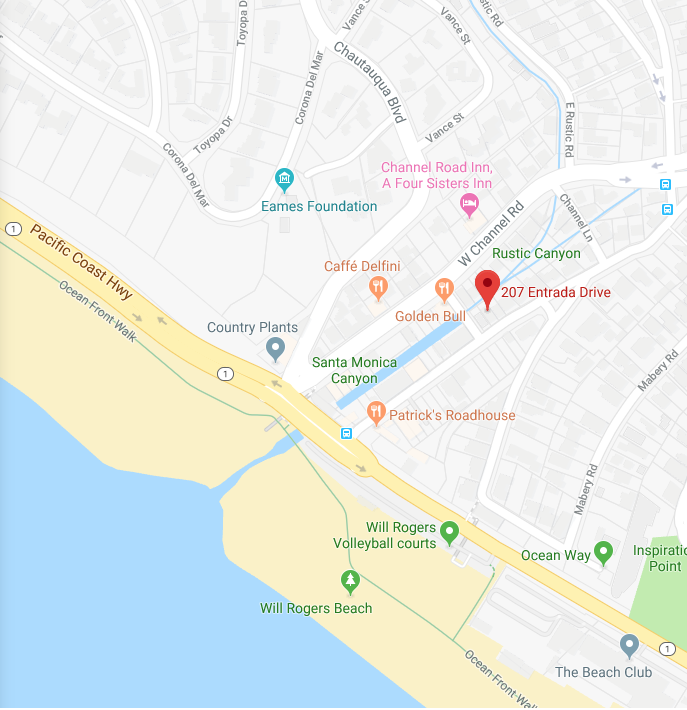 Vance St
stic Rd
Toyopa D
Vance St
Chautauqua Blvd
Corona Del Mar
E Rustic Rd
Vance St
Toyopa Dr
Corona Del Mar
Channel Road Inn,
A Four Sisters Inn
Eames Foundation
Channel Ln
W Channel Rd
1
Pacific Coast Hwy
Rustic Canyon
Caffé Delfini
207 Entrada Drive
Ocean Front Walk
Golden Bull
Country Plants
Santa Monica
Canyon
Mabery Rd
1
Patrick's Roadhouse
Mabery Rd
Will Rogers
Volleyball courts
Ocean Way
Inspiratio
Point
Will Rogers Beach
1
The Beach Club
Ocean Front Walk